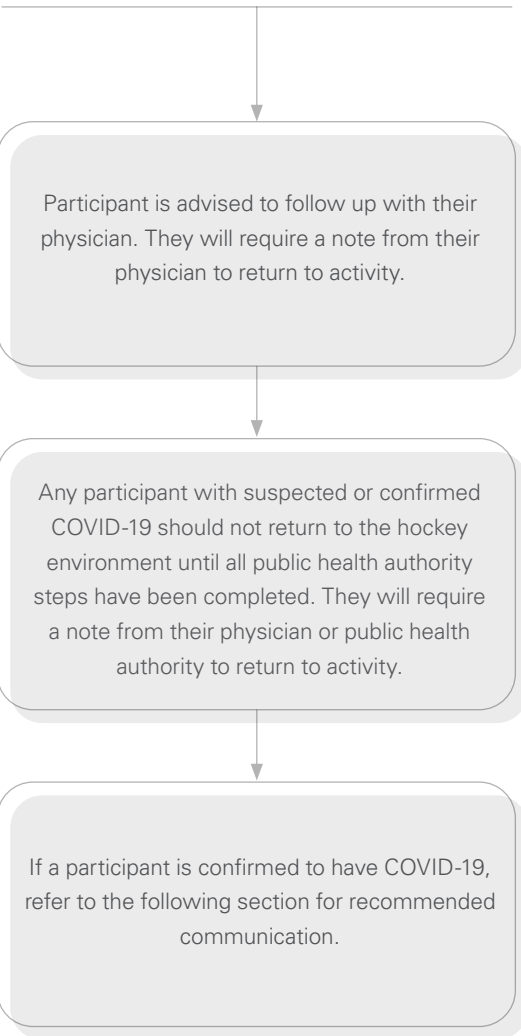 Participant is advised to follow up with their
physician. They will require a note from their
physician to return to activity.
Any participant with suspected or confirmed
COVID-19 should not return to the hockey
environment until all public health authority
steps have been completed. They will require
a note from their physician or public health
authority to return to activity.
If a participant is confirmed to have COVID-19,
refer to the following section for recommended
communication.